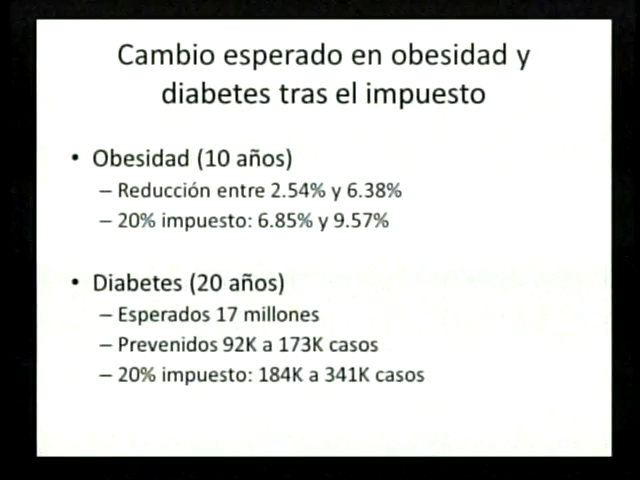 Cambio esperado en obesidad y
diabetes tras el impuesto
• Obesidad (10 años)
– Reducción entre 2.54% y 6.38%
– 20% impuesto: 6.85% y 9.57%
• Diabetes (20 años)
– Esperados 17 millones
– Prevenidos 92K a 173K casos
– 20% impuesto: 184K a 341K casos